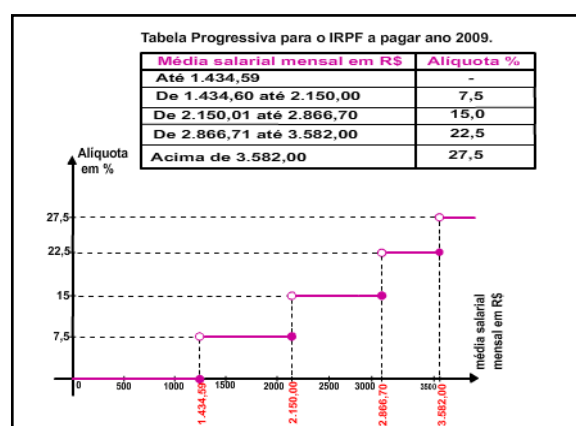 Tabela Progressiva para o IRPF a pagar ano 2009.
Média salarial mensal em R$ Alíquota %
Até 1.434,59 -
De 1.434,60 até 2.150,00 7,5
De 2.150,01 até 2.866,70 15,0
De 2.866,71 até 3.582,00 22,5
Acima de 3.582,00 27,5
Alíquota
em %
27,5
22,5
15
7,5
0 500 1000 1500 2000 2500 3000 3500
1.434,59 2.150,00 2.866,70 3.582,00
média salarial
mensal em R$